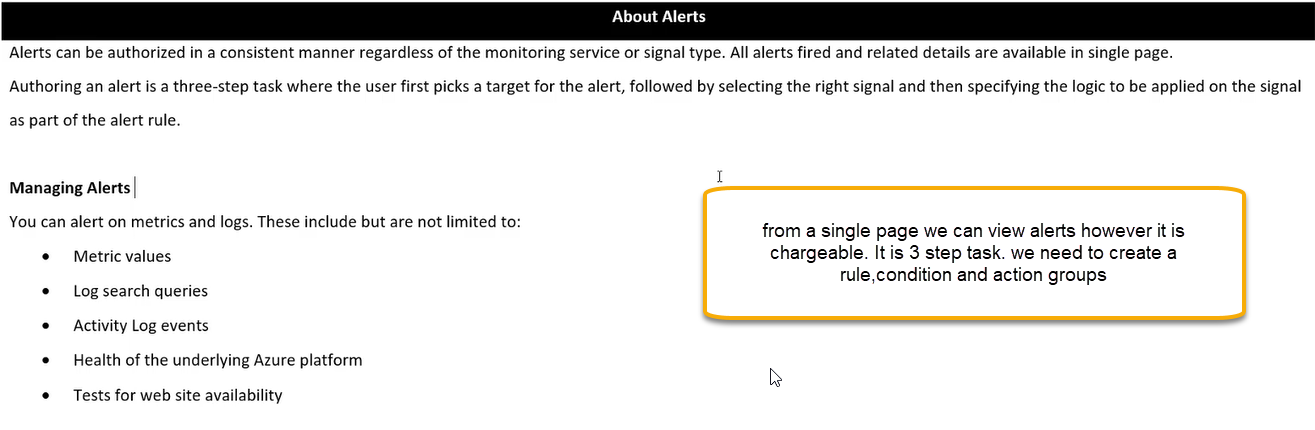 About Alerts
Alerts can be authorized in a consistent manner regardless of the monitoring service or signal type. All alerts fired and related details are available in single page.
Authoring an alert is a three-step task where the user first picks a target for the alert, followed by selecting the right signal and then specifying the logic to be applied on the signal
as part of the alert rule.
Managing Alerts
You can alert on metrics and logs. These include but are not limited to:
• Metric values
• Log search queries
• Activity Log events
• Health of the underlying Azure platform
• Tests for web site availability
from a single page we can view alerts however it is
chargeable. It is 3 step task. we need to create a
rule,condition and action groups